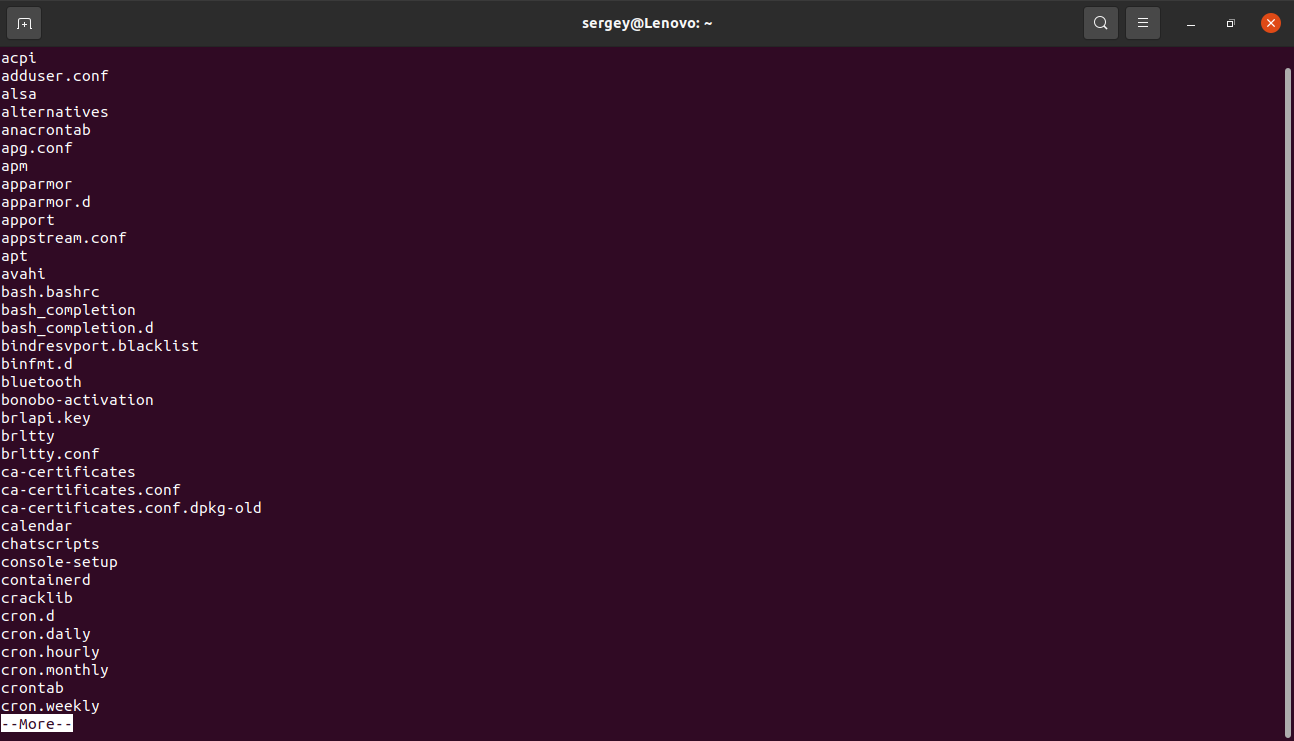 sergey@Lenovo: ~
acpi
adduser.conf
alsa
alternatives
anacrontab
apg.conf
apm
apparmor
apparmor.d
apport
appstream.conf
apt
avahi
bash.bashrc
bash_completion
bash_completion.d
bindresvport.blacklist
binfmt.d
bluetooth
bonobo-activation
brlapi.key
brltty
brltty.conf
ca-certificates
ca-certificates.conf
ca-certificates.conf.dpkg-old
calendar
chatscripts
console-setup
containerd
cracklib
cron.d
cron.daily
cron.hourly
cron.monthly
crontab
cron.weekly
--More--